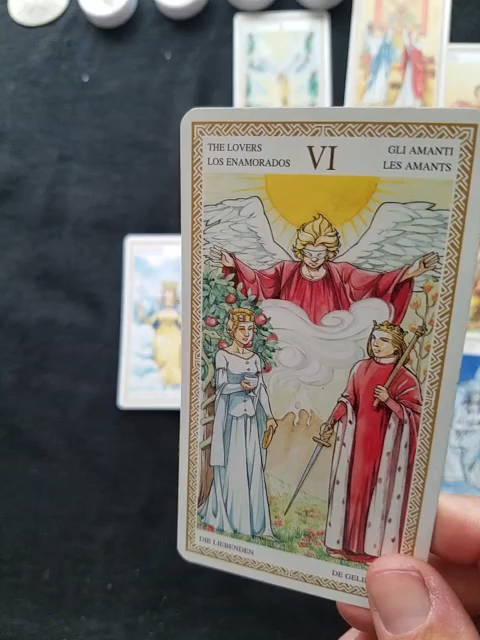 THE LOVERS
LOS ENAMORADOS
VI
GLI AMANTI
LES AMANTS
DIE LIEBENDEN
DE GELI